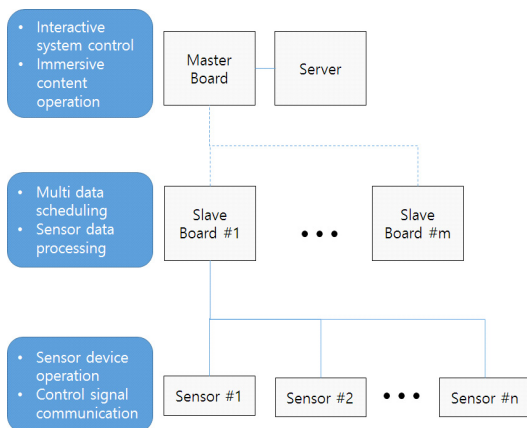 • Interactive
system control
• Immersive
content
operation
Master
Board
Server
• Multi data
scheduling
• Sensor data
processing
Slave
Board #1
• • •
Slave
Board #m
• Sensor device
operation
• Control signal
communication
Sensor #1
Sensor #2
• • •
Sensor #n